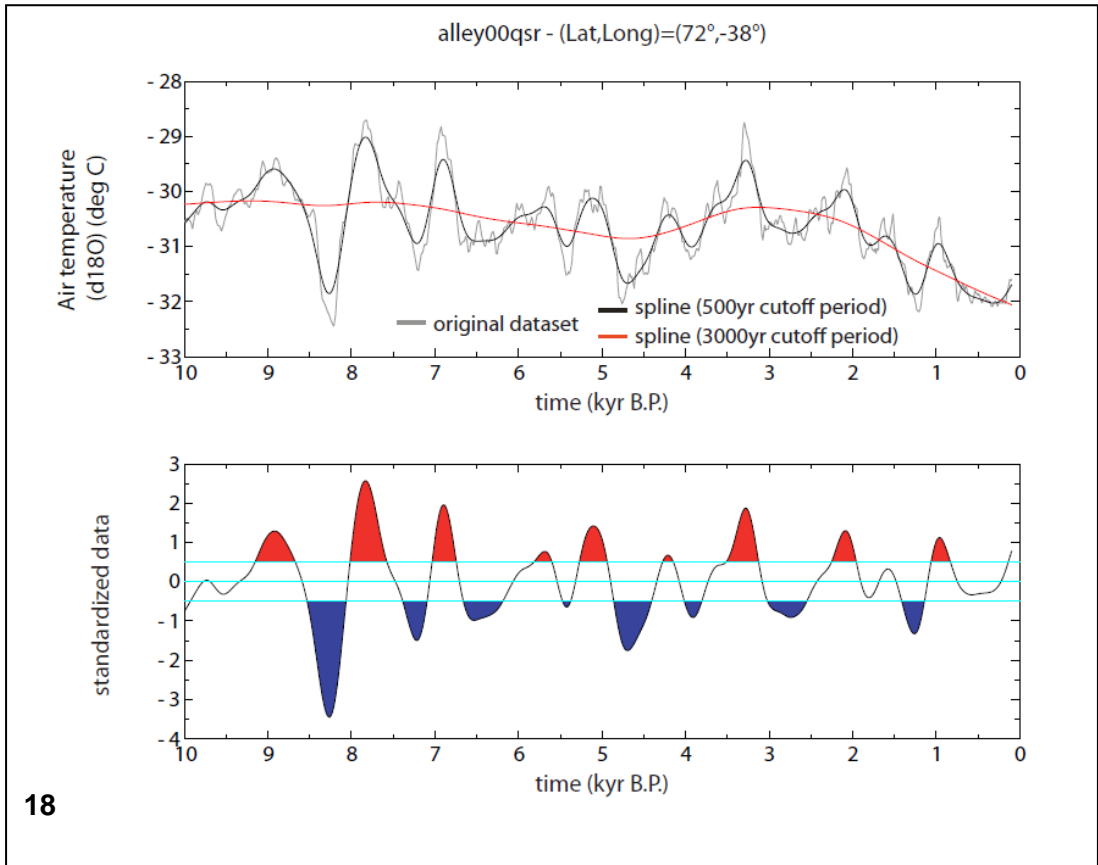 alley00qsr - (Lat,Long)=(72°,-38°)
Air temperature
(d18O) (deg C)
- 28
- 29
- 30
- 31
- 32
- 33
original dataset
spline (500yr cutoff period)
spline (3000yr cutoff period)
10 9 8 7 6 5 4 3 2 1 0
time (kyr B.P.)
standardized data
3
2
1
0
- 1
- 2
- 3
- 4
10 9 8 7 6 5 4 3 2 1 0
time (kyr B.P.)
18